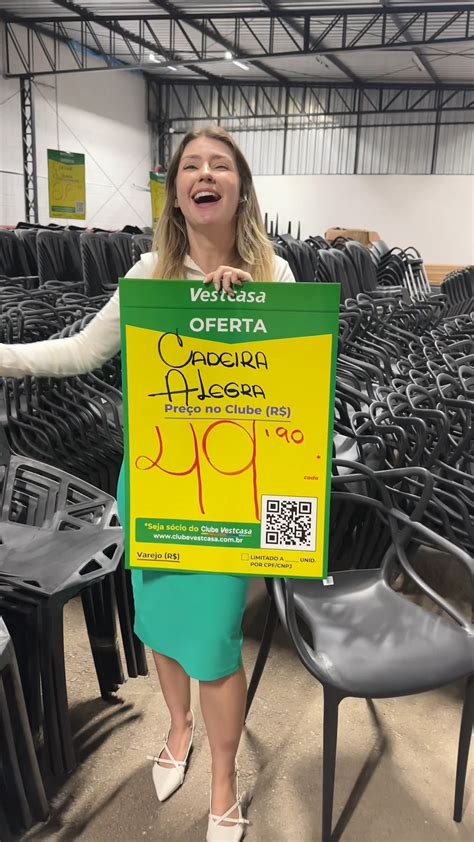 Vestcasa
OFERTA
CADEIRA
ALEGRA
Preço no Clube (R$)
49,90
cada
*Seja sócio do Clube Vestcasa
www.clubevestcasa.com.br
Varejo (R$)
LIMITADO A ____ UNID.
POR CPF/CNPJ